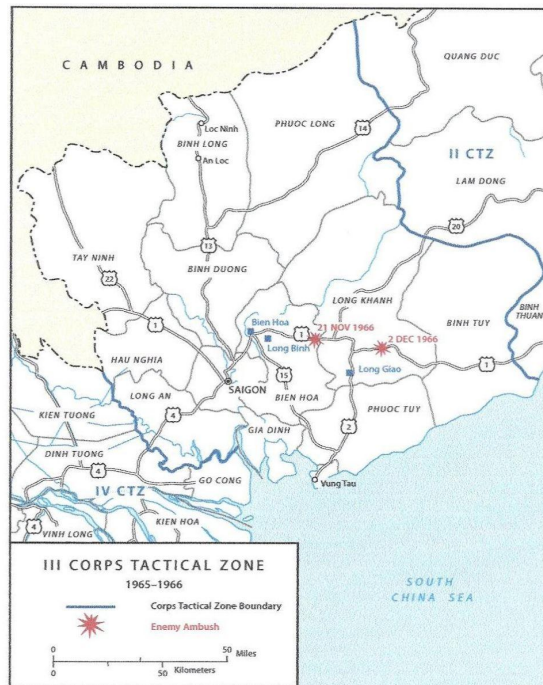 CAMBODIA
QUANG DUC
Loc Ninh
BINH LONG
PHUOC LONG
14
An Loc
II CTZ
LAM DONG
20
13
TAY NINH
22
BINH DUONG
LONG KHANH
BINH TUY
BINH
THUAN
1
Bien Hoa
1
21 NOV 1966
2 DEC 1966
Long Binh
1
HAU NGHIA
15
Long Giao
SAIGON
LONG AN
BIEN HOA
PHUOC TUY
KIEN TUONG
4
GIA DINH
2
DINH TUONG
4
GO CONG
Vung Tau
IV CTZ
4
KIEN HOA
VINH LONG
III CORPS TACTICAL ZONE
1965–1966
Corps Tactical Zone Boundary
Enemy Ambush
0 50 Miles
0 50 Kilometers
SOUTH
CHINA SEA